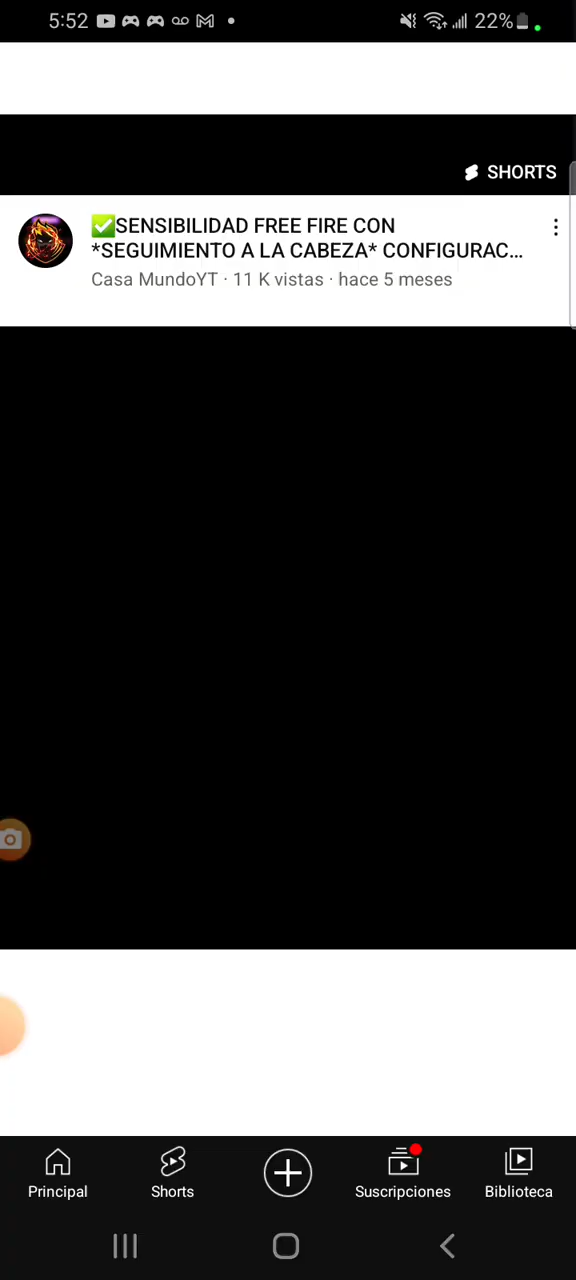 5:52
22%
SHORTS
✅SENSIBILIDAD FREE FIRE CON
*SEGUIMIENTO A LA CABEZA* CONFIGURAC...
Casa MundoYT · 11 K vistas · hace 5 meses
Principal
Shorts
Suscripciones
Biblioteca